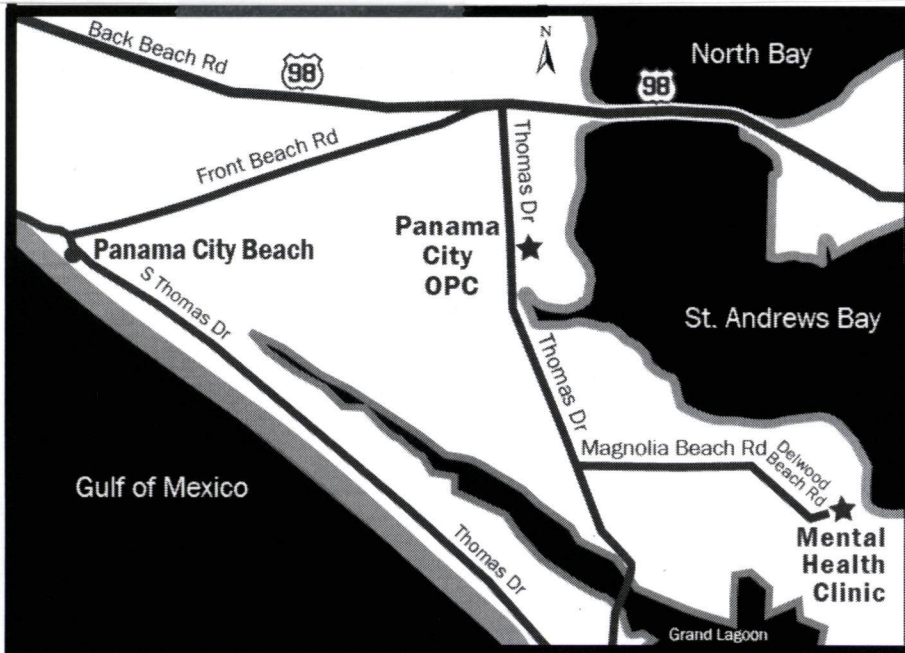 N
North Bay
Back Beach Rd
98
98
Thomas Dr
Front Beach Rd
Panama
City
OPC
Panama City Beach
S Thomas Dr
St. Andrews Bay
Thomas Dr
Magnolia Beach Rd
Delwood
Beach Rd
Gulf of Mexico
Mental
Health
Clinic
Thomas Dr
Grand Lagoon